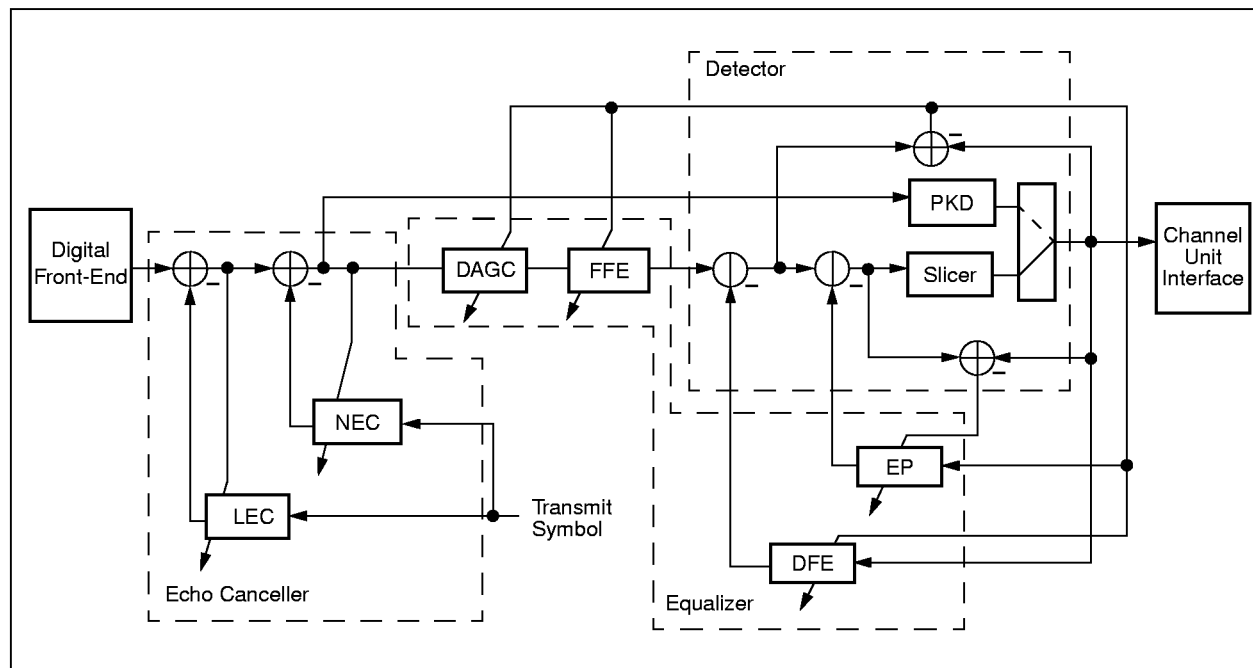 Detector
PKD
Digital
Front-End
DAGC
FFE
Slicer
Channel
Unit
Interface
NEC
EP
LEC
Transmit
Symbol
DFE
Echo Canceller
Equalizer